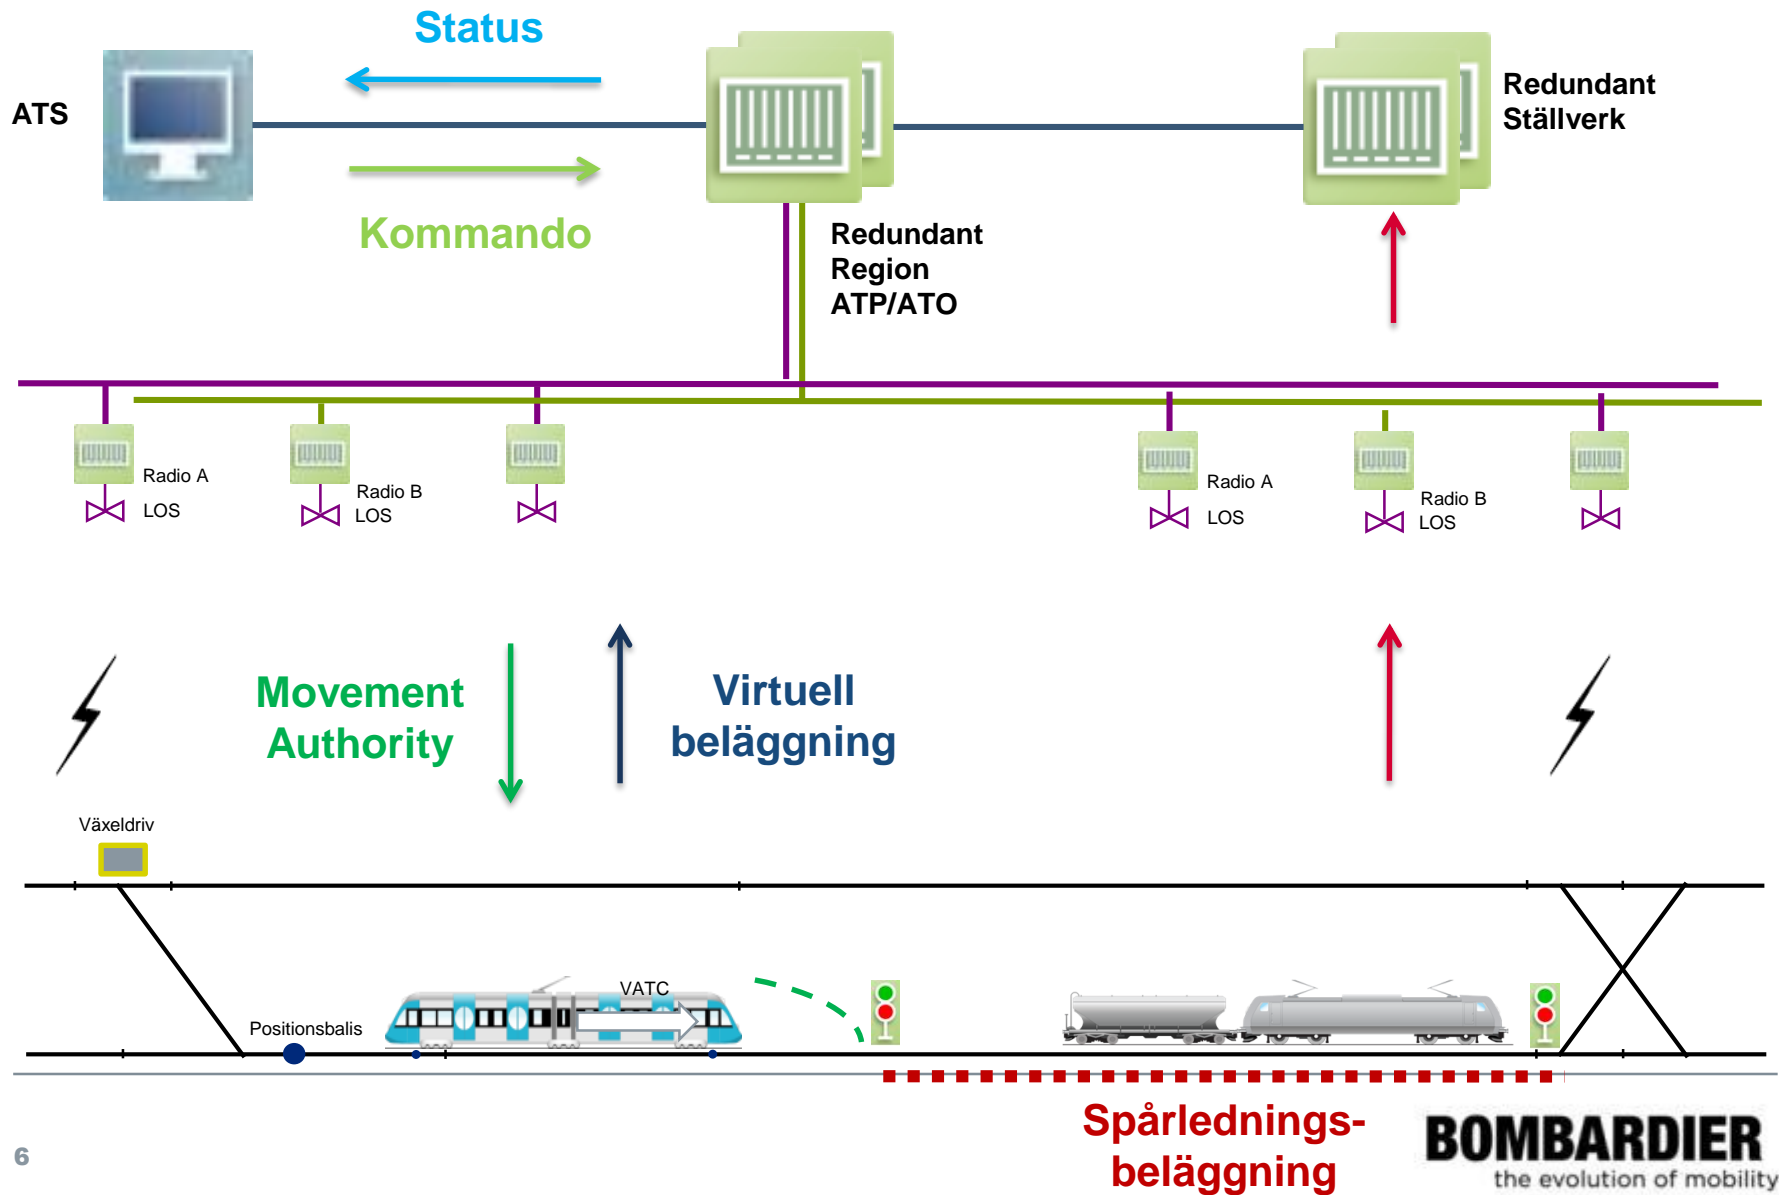 Status
ATS
Redundant
Ställverk
Kommando
Redundant
Region
ATP/ATO
Radio A
LOS
Radio B
LOS
Radio A
LOS
Radio B
LOS
Movement
Authority
Virtuell
beläggning
Växeldriv
VATC
Positionsbalis
Spårlednings-
beläggning
BOMBARDIER
the evolution of mobility
6